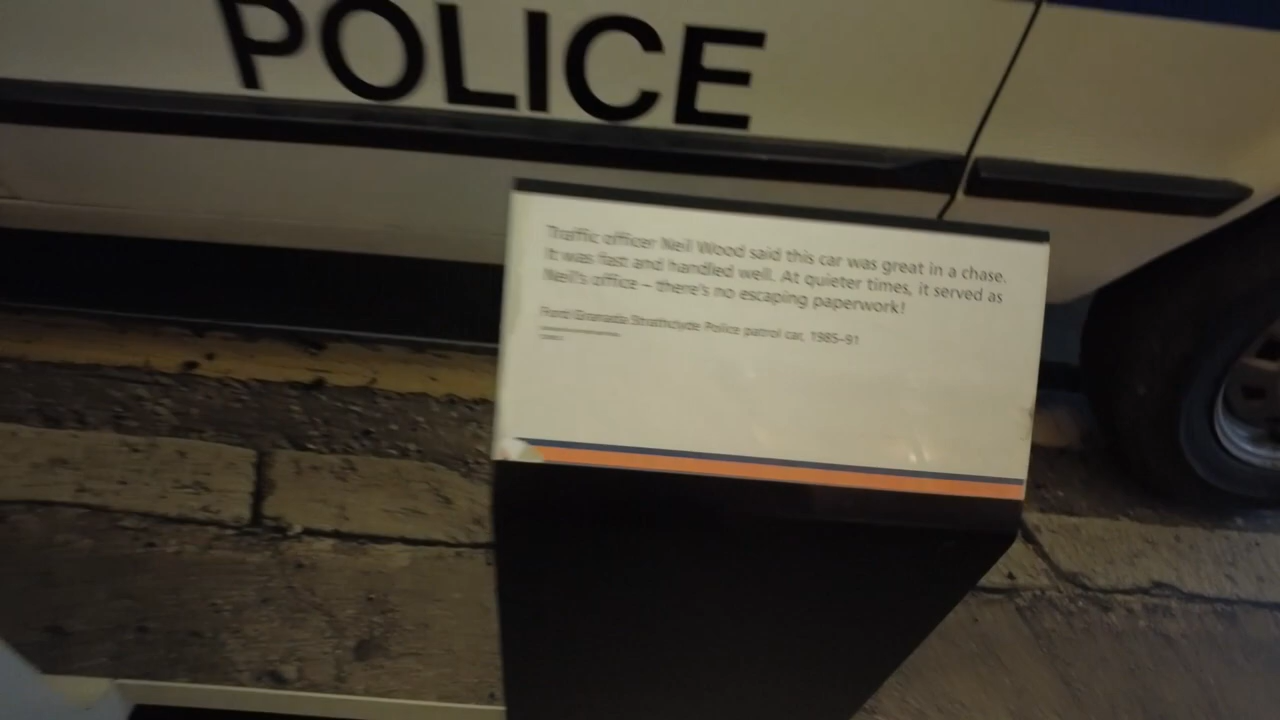 POLICE
Traffic officer Neil Wood said this car was great in a chase.
It was fast and handled well. At quieter times, it served as
Neil's office – there's no escaping paperwork!
Ford Granada Strathclyde Police patrol car, 1985–91